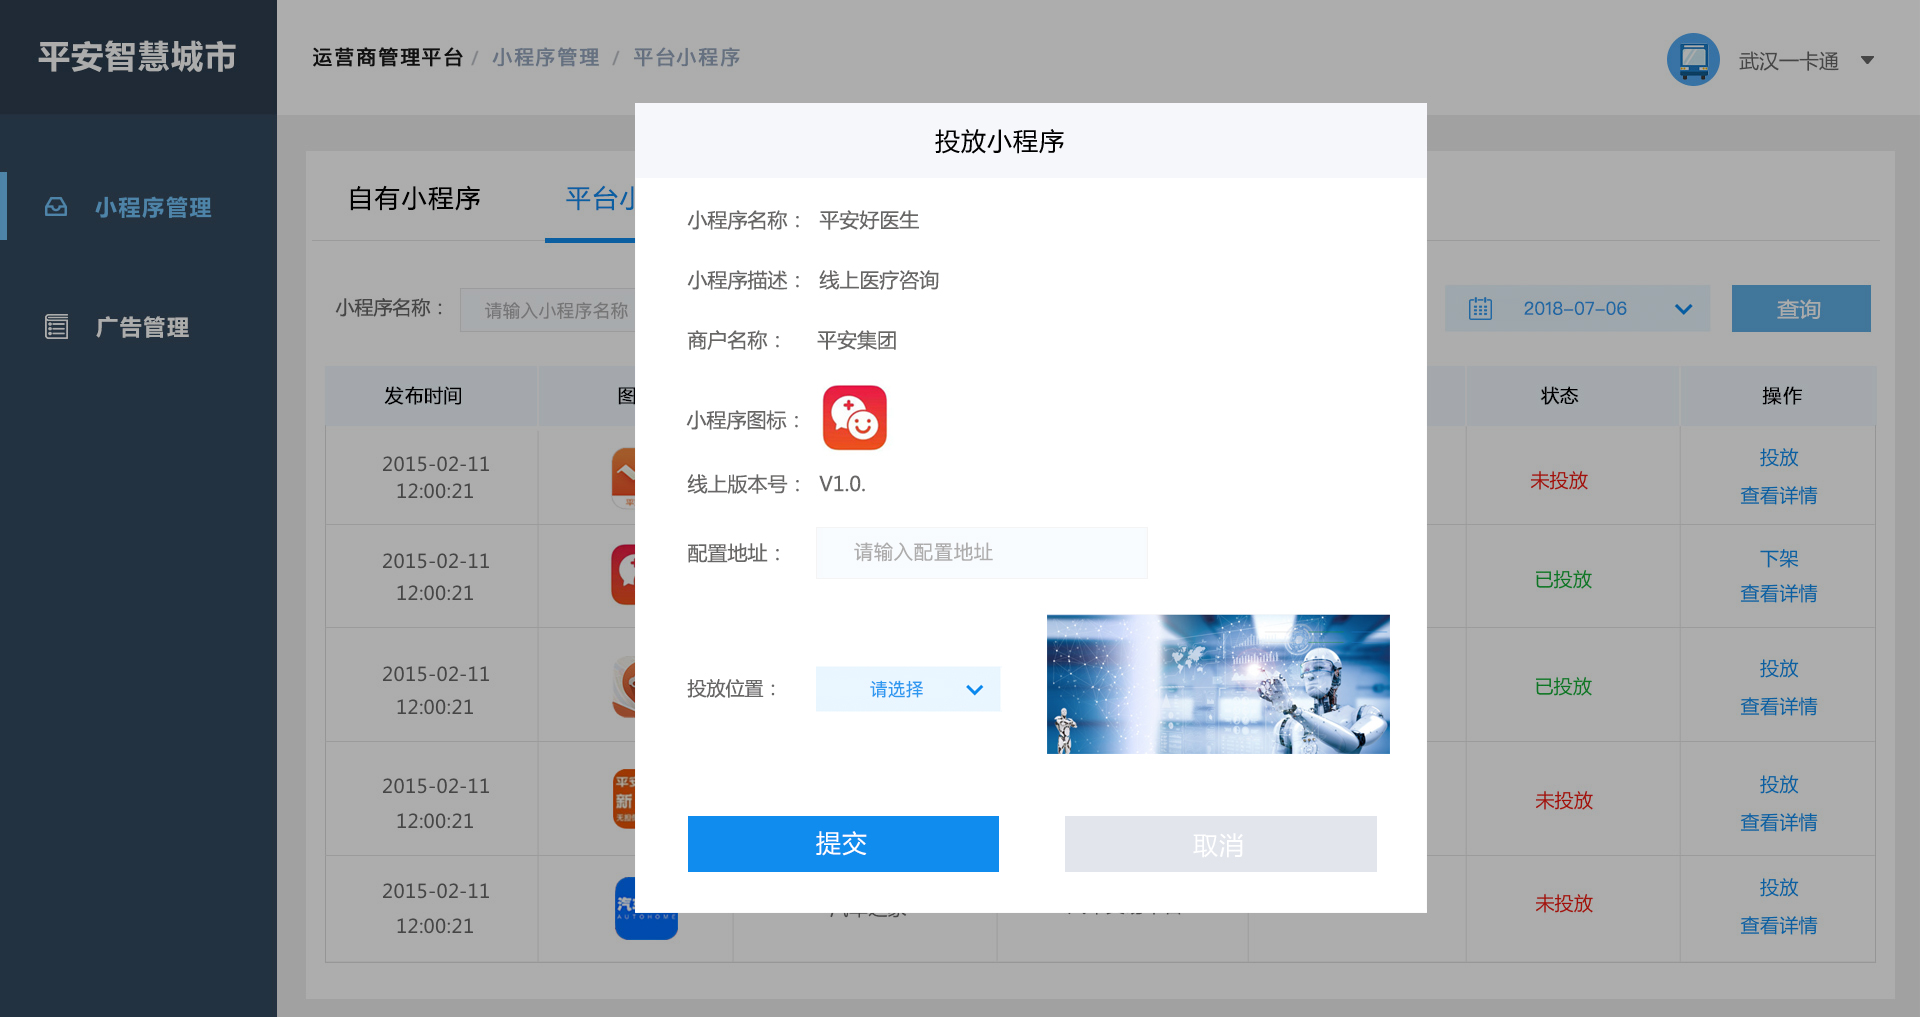 平安智慧城市
运营商管理平台 / 小程序管理 / 平台小程序
武汉一卡通
小程序管理
广告管理
自有小程序
平台小
小程序名称：
请输入小程序名称
2018-07-06
查询
发布时间
状态
操作
2015-02-11
12:00:21
未投放
投放
查看详情
2015-02-11
12:00:21
已投放
下架
查看详情
2015-02-11
12:00:21
已投放
投放
查看详情
2015-02-11
12:00:21
未投放
投放
查看详情
2015-02-11
12:00:21
AUTOHOME
未投放
投放
查看详情
投放小程序
小程序名称： 平安好医生
小程序描述： 线上医疗咨询
商户名称： 平安集团
小程序图标：
线上版本号： V1.0.
配置地址： 请输入配置地址
投放位置： 请选择
提交
取消